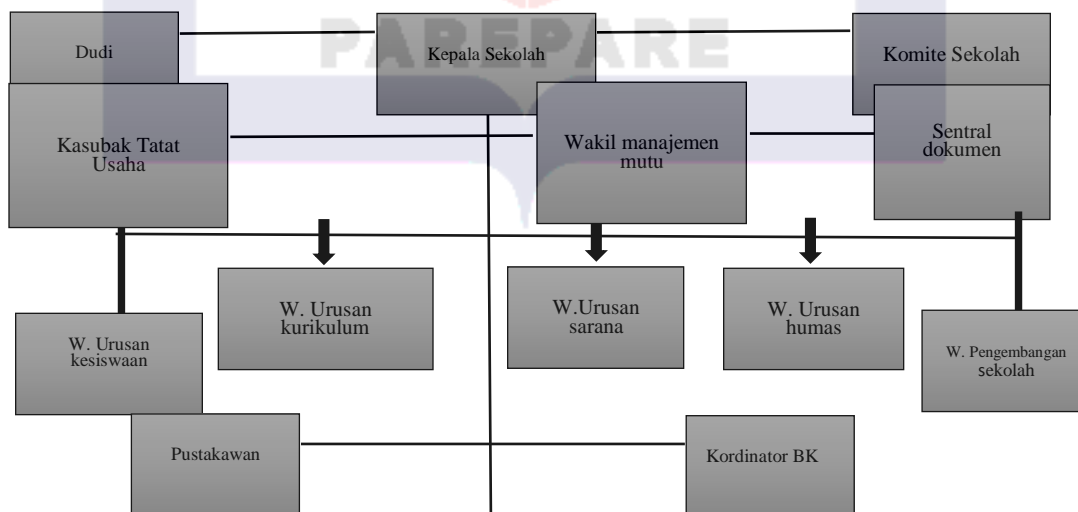 PAREPARE
Dudi
Kepala Sekolah
Komite Sekolah
Kasubak Tatat
Usaha
Wakil manajemen
mutu
Sentral
dokumen
W. Urusan
kurikulum
W.Urusan
sarana
W. Urusan
humas
W. Urusan
kesiswaan
W. Pengembangan
sekolah
Pustakawan
Kordinator BK